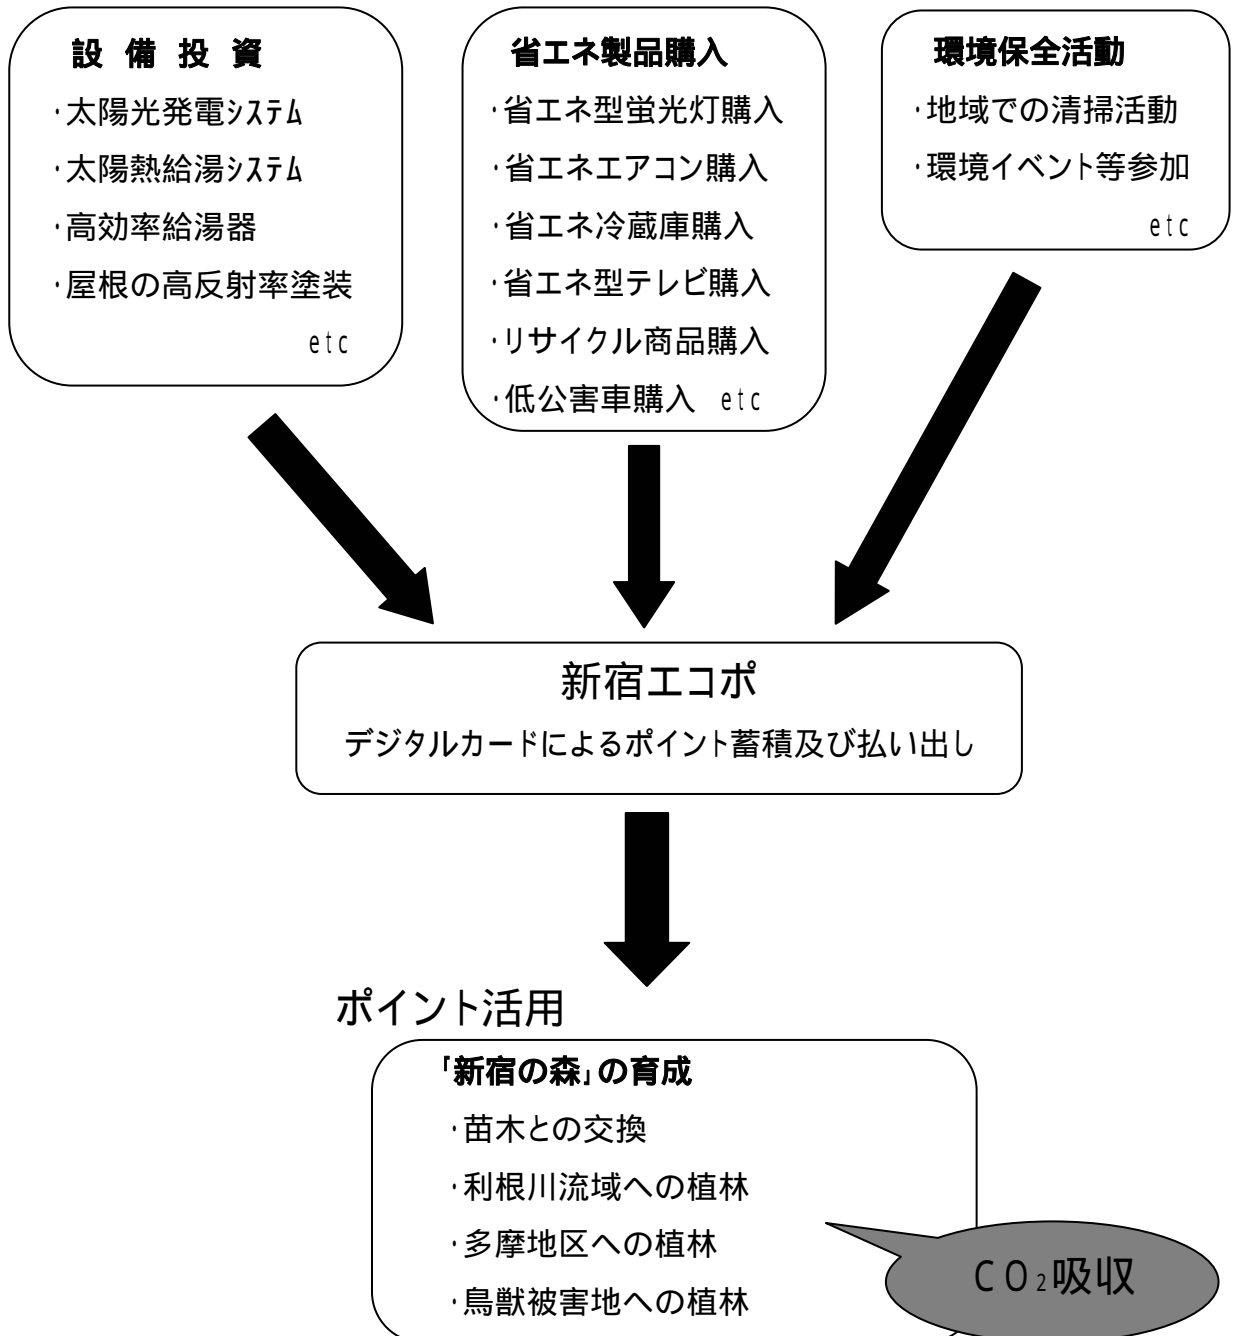 設備投資
・太陽光発電ｼｽﾃﾑ
・太陽熱給湯ｼｽﾃﾑ
・高効率給湯器
・屋根の高反射率塗装
etc
省エネ製品購入
・省エネ型蛍光灯購入
・省エネエアコン購入
・省エネ冷蔵庫購入
・省エネ型テレビ購入
・リサイクル商品購入
・低公害車購入 etc
環境保全活動
・地域での清掃活動
・環境イベント等参加
etc
新宿エコポ
デジタルカードによるポイント蓄積及び払い出し
ポイント活用
「新宿の森」の育成
・苗木との交換
・利根川流域への植林
・多摩地区への植林
・鳥獣被害地への植林
CO₂吸収